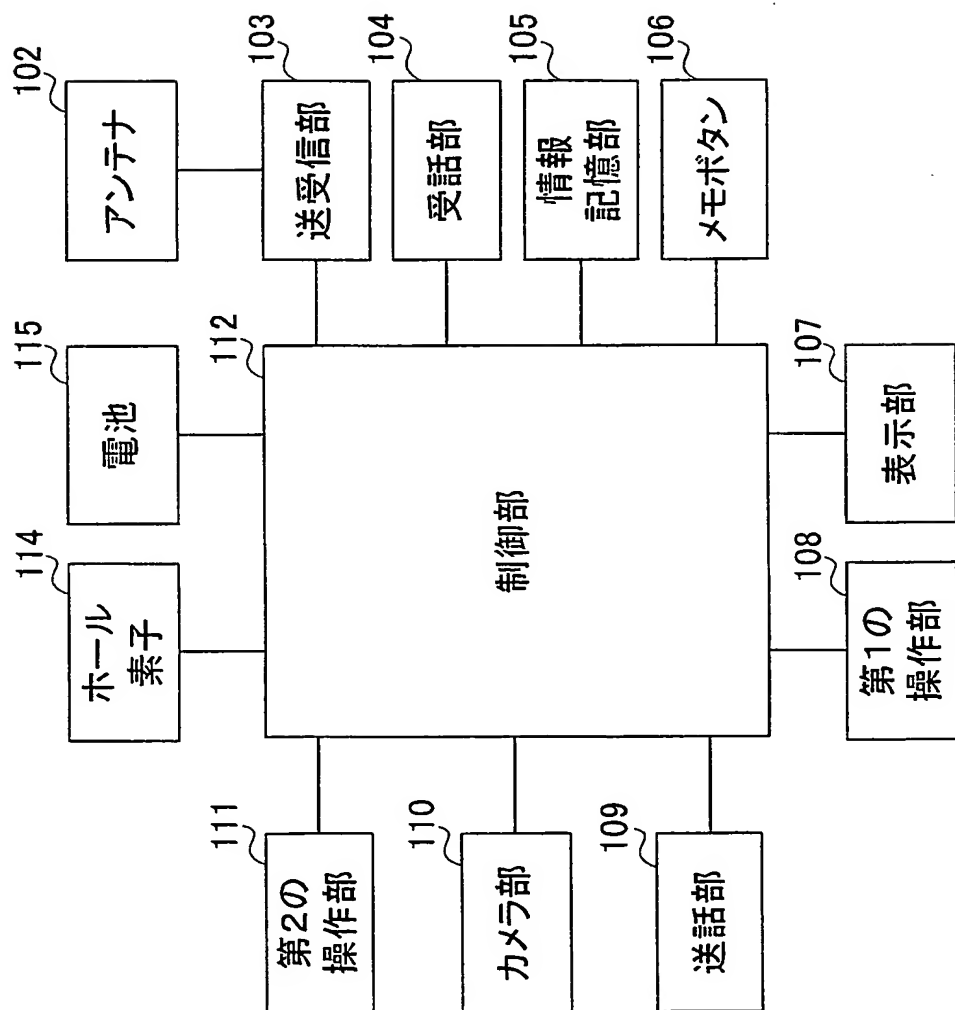 102
アンテナ
103
送受信部
104
受話部
105
情報
記憶部
106
メモボタン
115
電池
112
制御部
107
表示部
114
ホール
素子
108
第1の
操作部
111
第2の
操作部
110
カメラ部
109
送話部